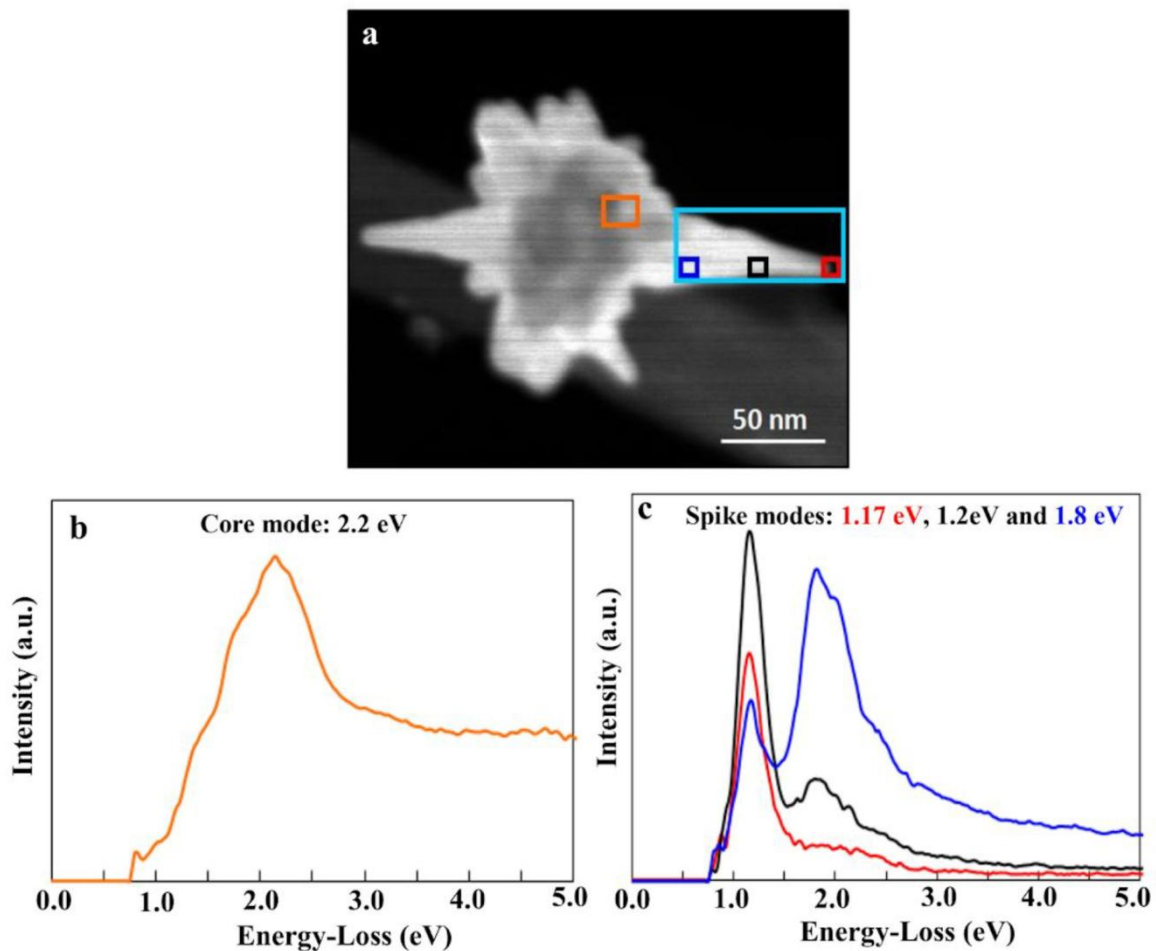 a
50 nm
b
Core mode: 2.2 eV
Intensity (a.u.)
0.0 1.0 2.0 3.0 4.0 5.0
Energy-Loss (eV)
c
Spike modes: 1.17 eV, 1.2eV and 1.8 eV
Intensity (a.u.)
0.0 1.0 2.0 3.0 4.0 5.0
Energy-Loss (eV)